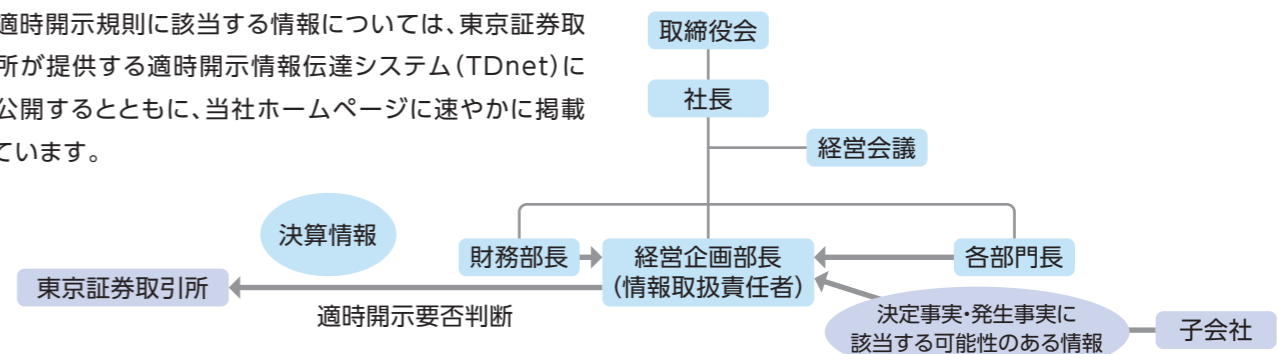 適時開示規則に該当する情報については、東京証券取
所が提供する適時開示情報伝達システム(TDnet)に
公開するとともに、当社ホームページに速やかに掲載
ています。
取締役会
社長
経営会議
決算情報
財務部長
経営企画部長
(情報取扱責任者)
各部門長
東京証券取引所
適時開示要否判断
決定事実・発生事実に
該当する可能性のある情報
子会社